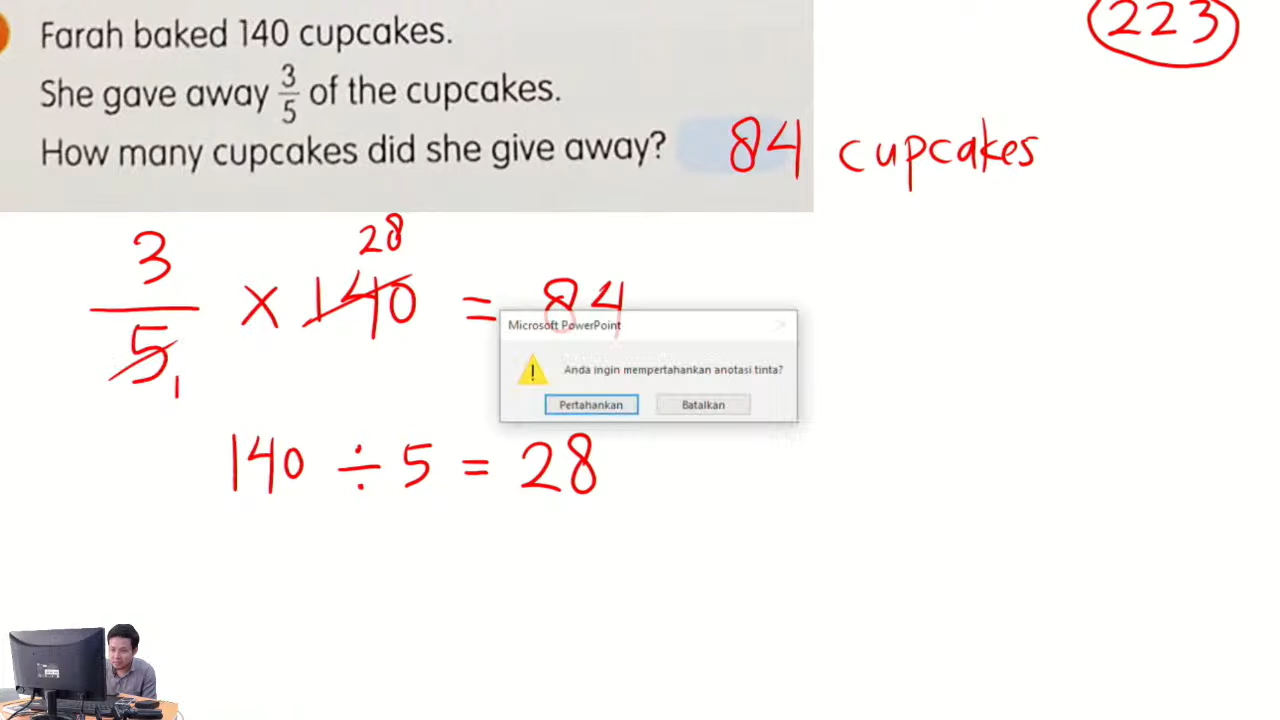 Farah baked 140 cupcakes.
She gave away 3/5 of the cupcakes.
How many cupcakes did she give away? 84 cupcakes
223
3/5 1 × 140 28 = 84
Microsoft PowerPoint
Anda ingin mempertahankan anotasi tinta?
Pertahankan Batalkan
140 ÷ 5 = 28